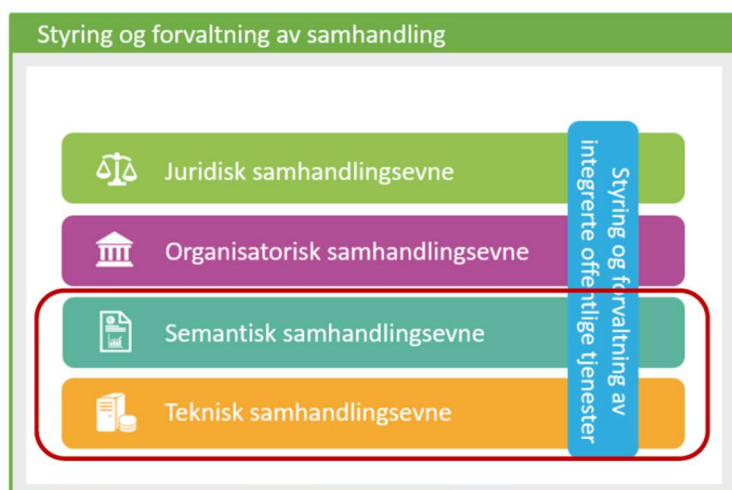 Styring og forvaltning av samhandling
Juridisk samhandlingsevne
Organisatorisk samhandlingsevne
Semantisk samhandlingsevne
Teknisk samhandlingsevne
Styring og forvaltning av
integrerte offentlige tjenester